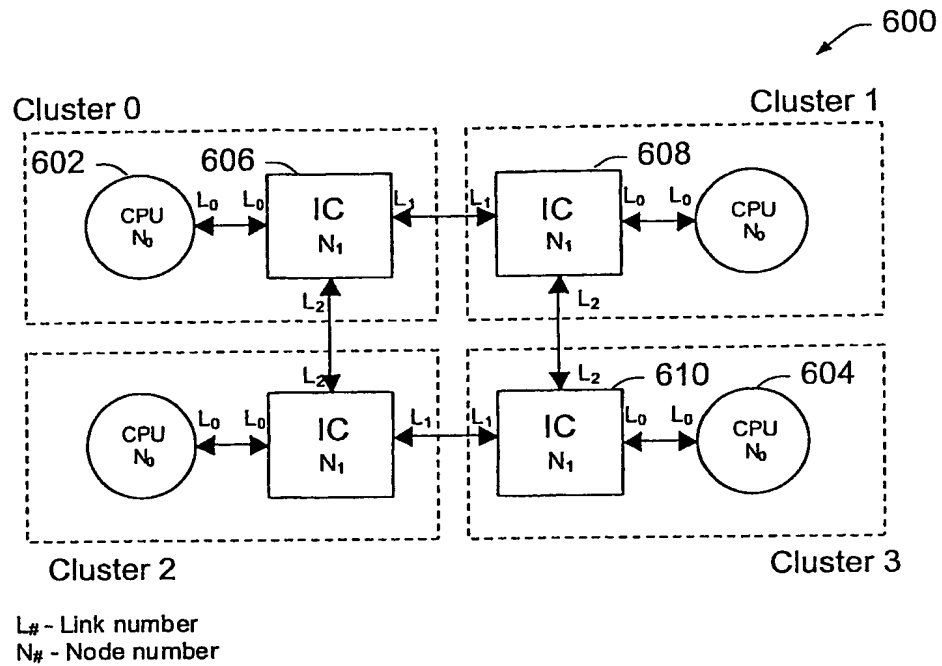 600
Cluster 0
Cluster 1
602
606
608
CPU
N₀
L₀
L₀
IC
N₁
L₁
L₁
IC
N₁
L₀
L₀
CPU
N₀
L₂
L₂
L₂
L₂
610
604
CPU
N₀
L₀
L₀
IC
N₁
L₁
L₁
IC
N₁
L₀
L₀
CPU
N₀
Cluster 2
Cluster 3
L# - Link number
N# - Node number